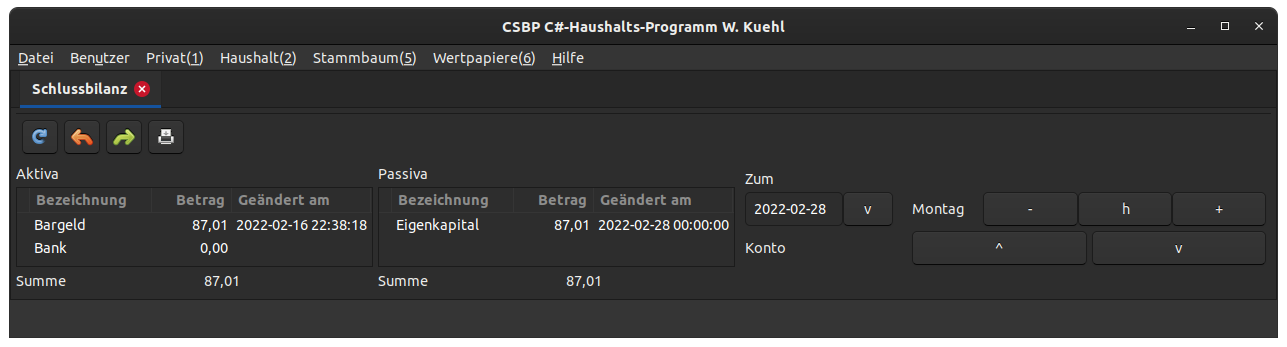 CSBP C#-Haushalts-Programm W. Kuehl
Datei Benutzer Privat(1) Haushalt(2) Stammbaum(5) Wertpapiere(6) Hilfe
Schlussbilanz
Aktiva
Bezeichnung Betrag Geändert am
Bargeld 87,01 2022-02-16 22:38:18
Bank 0,00
Summe 87,01
Passiva
Bezeichnung Betrag Geändert am
Eigenkapital 87,01 2022-02-28 00:00:00
Summe 87,01
Zum
2022-02-28 v Montag - h +
Konto ^ v